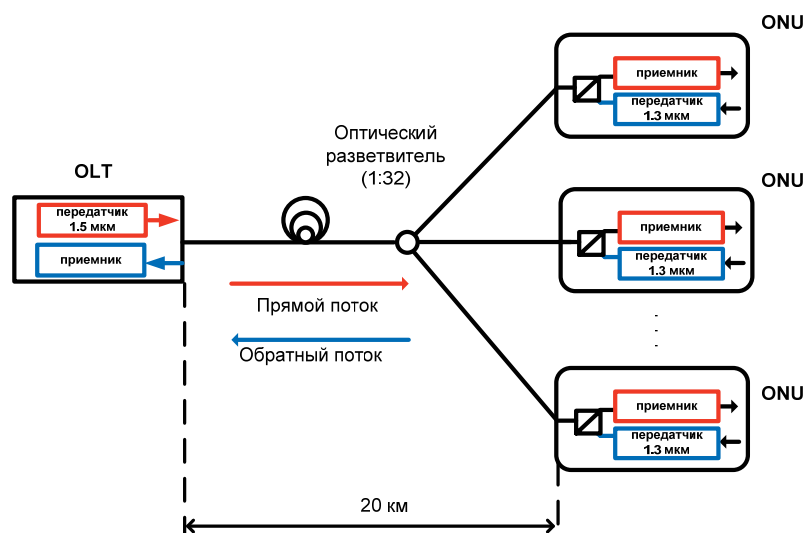 ONU
приемник
передатчик
1.3 мкм
Оптический
разветвитель
(1:32)
OLT
передатчик
1.5 мкм
приемник
ONU
приемник
передатчик
1.3 мкм
Прямой поток
Обратный поток
ONU
приемник
передатчик
1.3 мкм
20 км